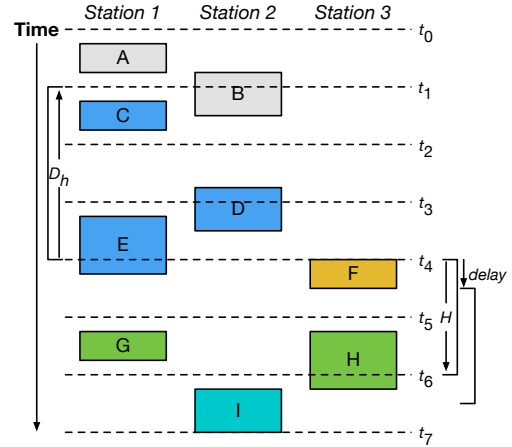 Station 1 Station 2 Station 3
Time
t0
A
B
t1
C
t2
Dh
D
t3
E
t4
F
delay
H
t5
G
H
t6
I
t7